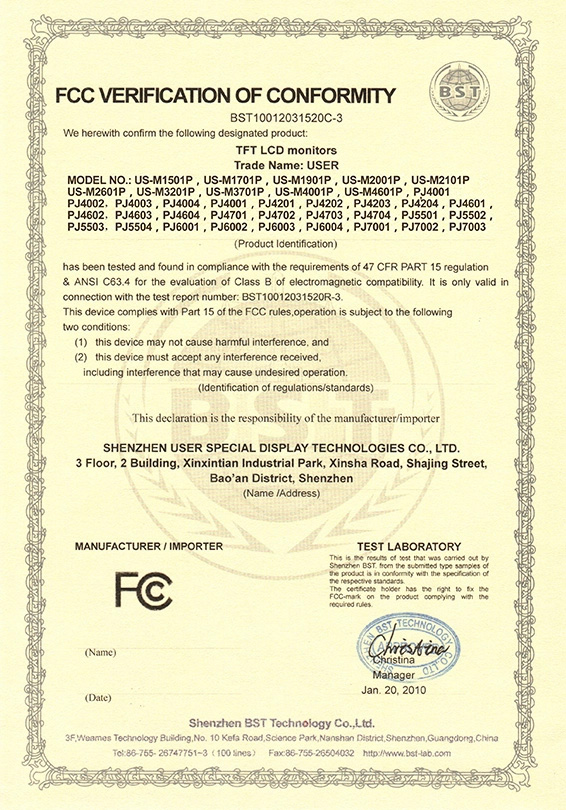 BST
FCC VERIFICATION OF CONFORMITY
BST10012031520C-3
We herewith confirm the following designated product:
TFT LCD monitors
Trade Name: USER
MODEL NO.: US-M1501P , US-M1701P , US-M1901P , US-M2001P , US-M2101P
US-M2601P , US-M3201P , US-M3701P , US-M4001P , US-M4601P , PJ4001
PJ4002、PJ4003 , PJ4004 , PJ4001 , PJ4201 , PJ4202 , PJ4203 , PJ4204 , PJ4601 ,
PJ4602、PJ4603 , PJ4604 , PJ4701 , PJ4702 , PJ4703 , PJ4704 , PJ5501 , PJ5502 ,
PJ5503、PJ5504 , PJ6001 , PJ6002 , PJ6003 , PJ6004 , PJ7001 , PJ7002 , PJ7003
(Product Identification)
has been tested and found in compliance with the requirements of 47 CFR PART 15 regulation
& ANSI C63.4 for the evaluation of Class B of electromagnetic compatibility. It is only valid in
connection with the test report number: BST10012031520R-3.
This device complies with Part 15 of the FCC rules,operation is subject to the following
two conditions:
(1) this device may not cause harmful interference, and
(2) this device must accept any interference received,
including interference that may cause undesired operation.
(Identification of regulations/standards)
This declaration is the responsibility of the manufacturer/importer
BST
SHENZHEN USER SPECIAL DISPLAY TECHNOLOGIES CO., LTD.
3 Floor, 2 Building, Xinxintian Industrial Park, Xinsha Road, Shajing Street,
Bao'an District, Shenzhen
(Name /Address)
MANUFACTURER / IMPORTER
FCC
TEST LABORATORY
This is the results of test that was carried out by
Shenzhen BST. from the submitted type samples of
the product is in conformity with the specification of
the respective standards.
The certificate holder has the right to fix the
FCC-mark on the product complying with the
required rules.
(Name)
(Date)
SHENZHEN BST TECHNOLOGY CO.,LTD
Christina
Christina
Manager
Jan. 20, 2010
Shenzhen BST Technology Co.,Ltd.
3F,Weames Technology Building,No. 10 Kefa Road,Science Park,Nanshan District,Shenzhen,Guangdong,China
Tel:86-755- 26747751~3 (100 lines) Fax:86-755-26504032 http://www.bst-lab.com